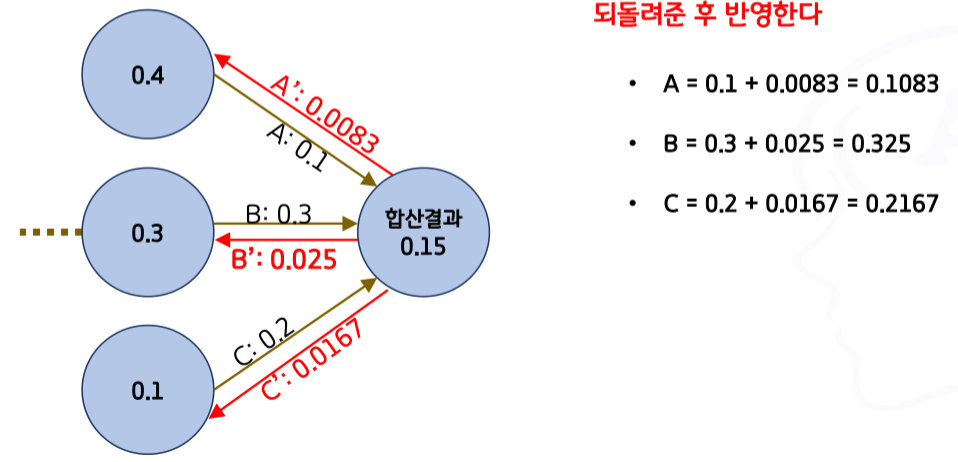 되돌려준 후 반영한다
0.4
A’: 0.0083
A: 0.1
• A = 0.1 + 0.0083 = 0.1083
• B = 0.3 + 0.025 = 0.325
• C = 0.2 + 0.0167 = 0.2167
0.3
B: 0.3
B’: 0.025
합산결과
0.15
0.1
C: 0.2
C’: 0.0167